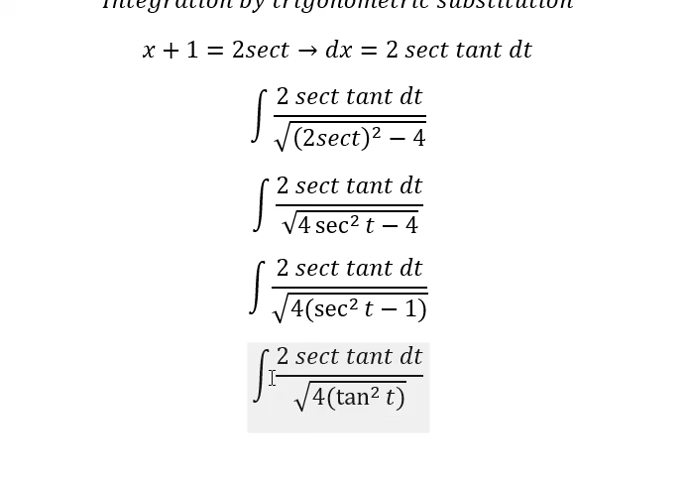 Integration by trigonometric substitution
x + 1 = 2sect → dx = 2 sect tant dt
∫ 2 sect tant dt / √(2sect)² − 4
∫ 2 sect tant dt / √4 sec² t − 4
∫ 2 sect tant dt / √4(sec² t − 1)
∫ 2 sect tant dt / √4(tan² t)